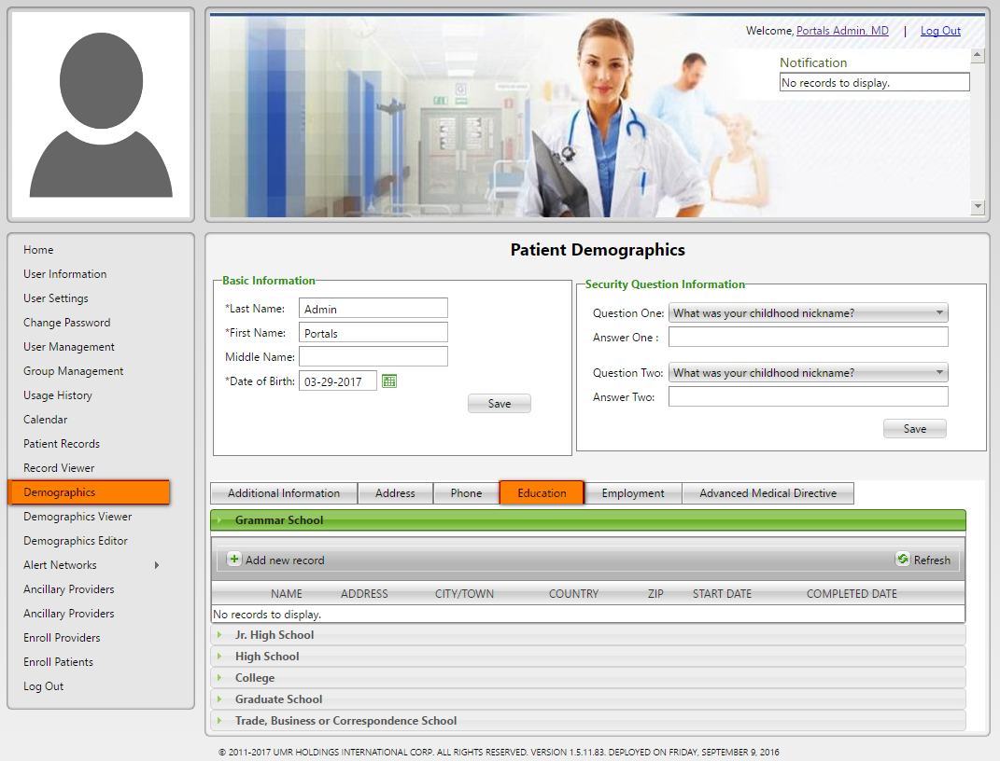 Welcome, Portals Admin, MD | Log Out
Notification
No records to display.
Home
User Information
User Settings
Change Password
User Management
Group Management
Usage History
Calendar
Patient Records
Record Viewer
Demographics
Demographics Viewer
Demographics Editor
Alert Networks
Ancillary Providers
Ancillary Providers
Enroll Providers
Enroll Patients
Log Out
Patient Demographics
Basic Information
*Last Name: Admin
*First Name: Portals
Middle Name:
*Date of Birth: 03-29-2017
Save
Security Question Information
Question One: What was your childhood nickname?
Answer One :
Question Two: What was your childhood nickname?
Answer Two:
Save
Additional Information Address Phone Education Employment Advanced Medical Directive
Grammar School
Add new record Refresh
NAME ADDRESS CITY/TOWN COUNTRY ZIP START DATE COMPLETED DATE
No records to display.
Jr. High School
High School
College
Graduate School
Trade, Business or Correspondence School
© 2011-2017 UMR HOLDINGS INTERNATIONAL CORP. ALL RIGHTS RESERVED. VERSION 1.5.11.83. DEPLOYED ON FRIDAY, SEPTEMBER 9, 2016